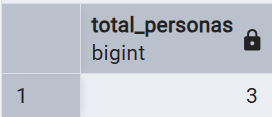 total_personas
bigint
1 3